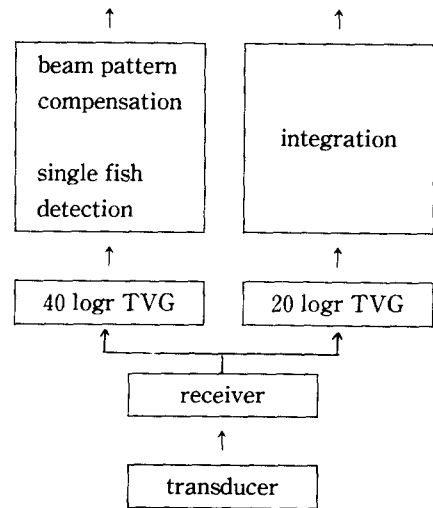 beam pattern
compensation
single fish
detection
integration
40 logr TVG
20 logr TVG
receiver
transducer